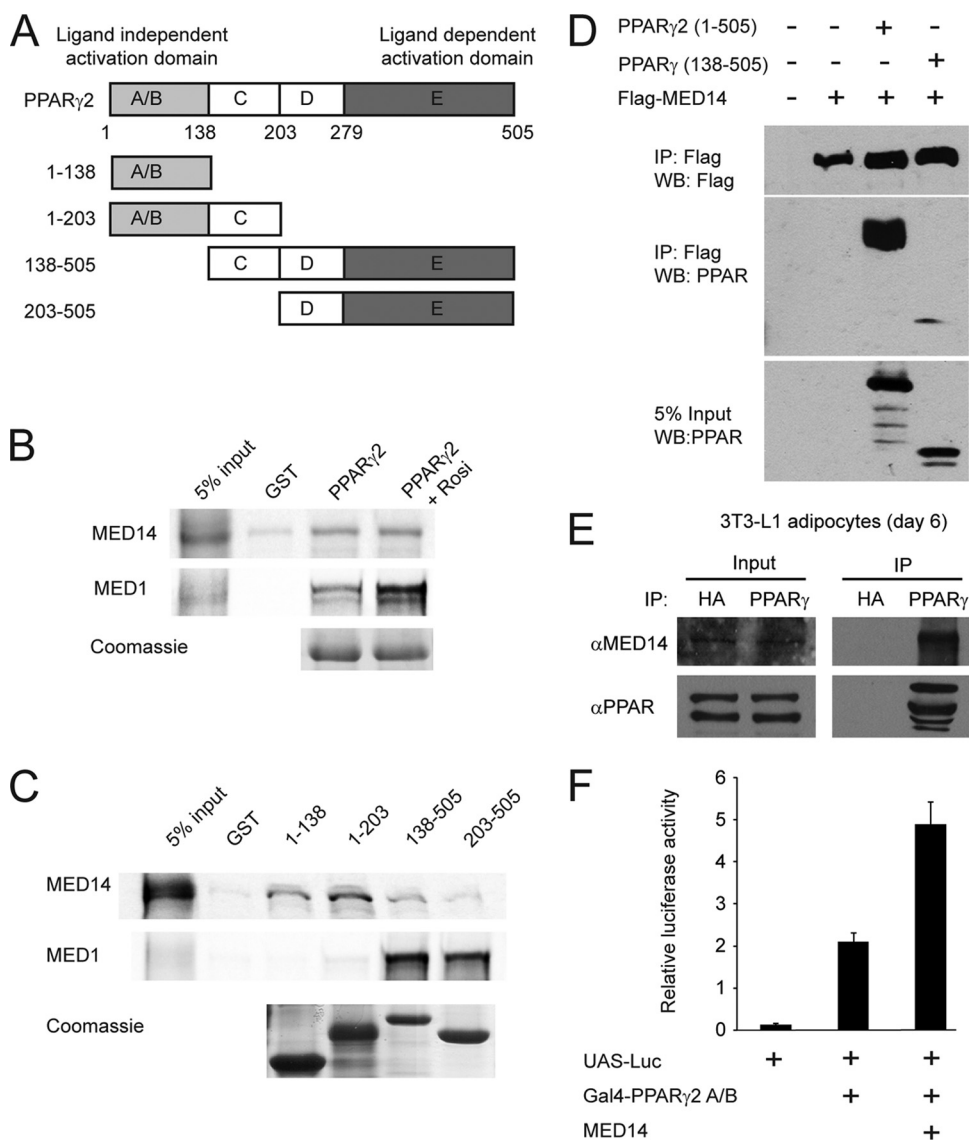 A
Ligand independent
activation domain
Ligand dependent
activation domain
PPARγ2 A/B C D E
1 138 203 279 505
1-138 A/B
1-203 A/B C
138-505 C D E
203-505 D E
B
5% input GST PPARγ2 PPARγ2
+ Rosi
MED14
MED1
Coomassie
C
5% input GST 1-138 1-203 138-505 203-505
MED14
MED1
Coomassie
D
PPARγ2 (1-505) - - + -
PPARγ (138-505) - - - +
Flag-MED14 - + + +
IP: Flag
WB: Flag
IP: Flag
WB: PPAR
5% Input
WB:PPAR
E
3T3-L1 adipocytes (day 6)
Input IP
IP: HA PPARγ HA PPARγ
αMED14
αPPAR
F
Relative luciferase activity
6
5
4
3
2
1
0
UAS-Luc + + +
Gal4-PPARγ2 A/B + +
MED14 +